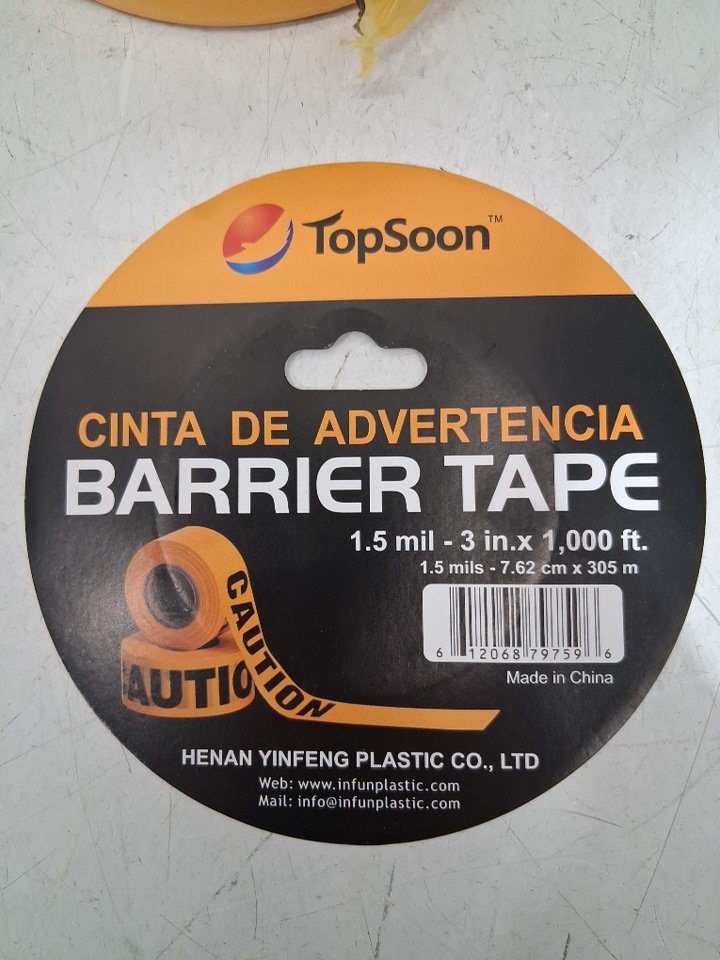 TopSoon™
CINTA DE ADVERTENCIA
BARRIER TAPE
1.5 mil - 3 in.x 1,000 ft.
1.5 mils - 7.62 cm x 305 m
CAUTION
AUTIO
6 12068 79759 6
Made in China
HENAN YINFENG PLASTIC CO., LTD
Web: www.infunplastic.com
Mail: info@infunplastic.com